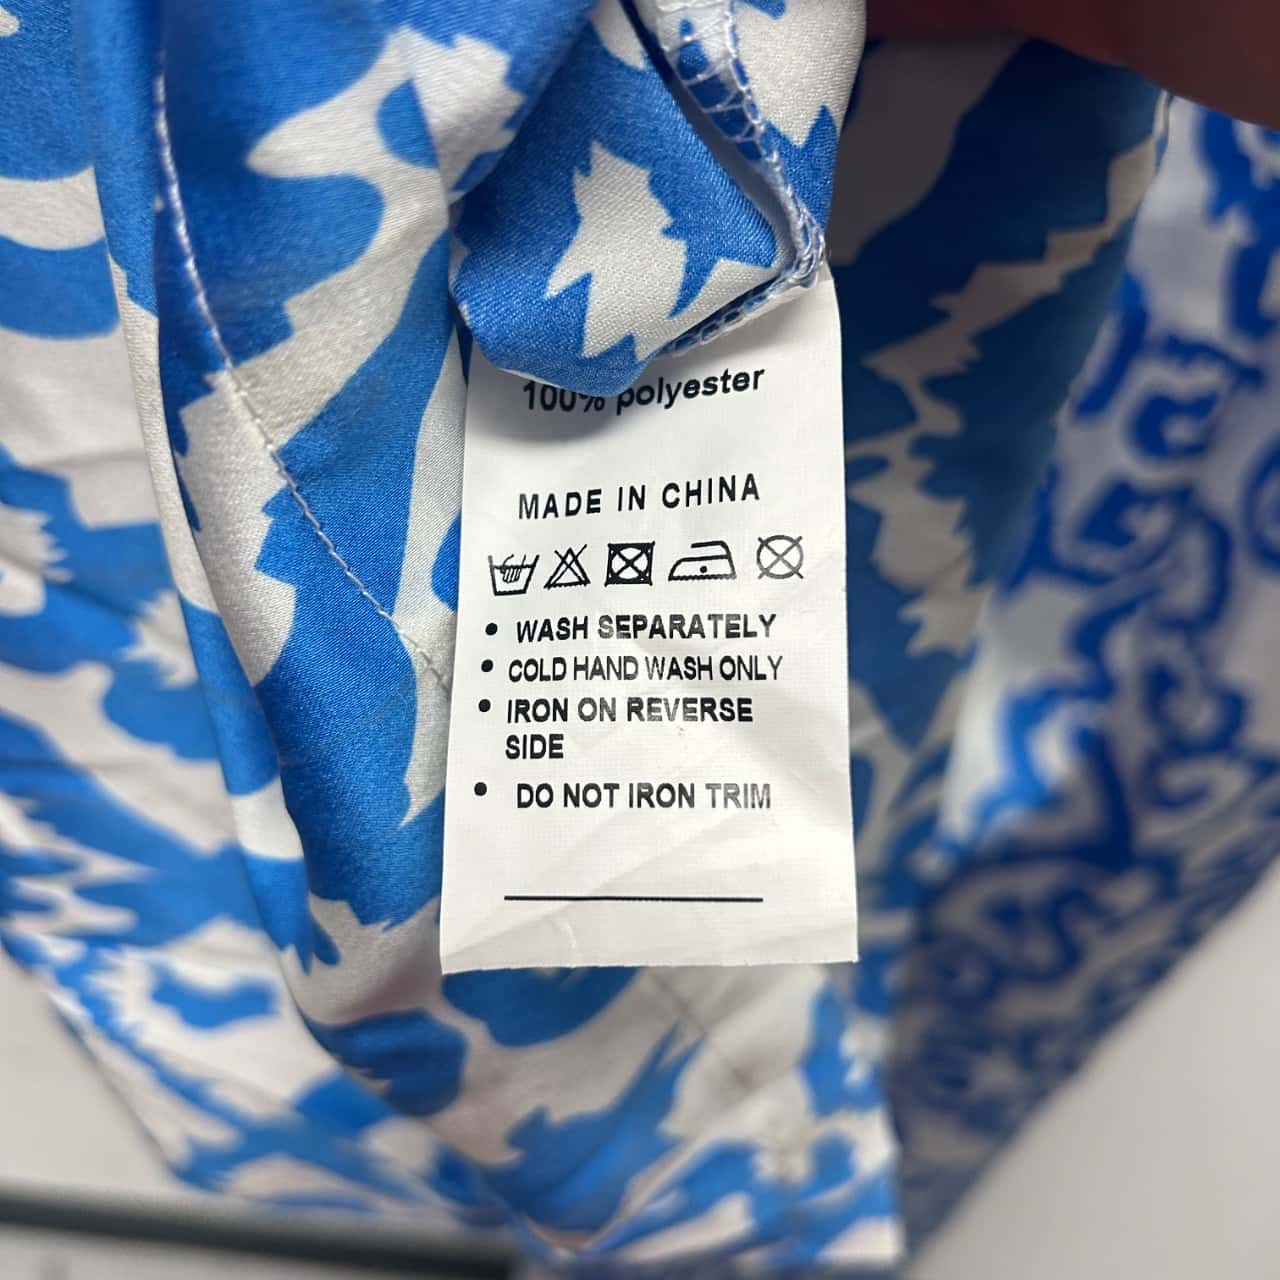 100% polyester
MADE IN CHINA
• WASH SEPARATELY
• COLD HAND WASH ONLY
• IRON ON REVERSE
SIDE
• DO NOT IRON TRIM